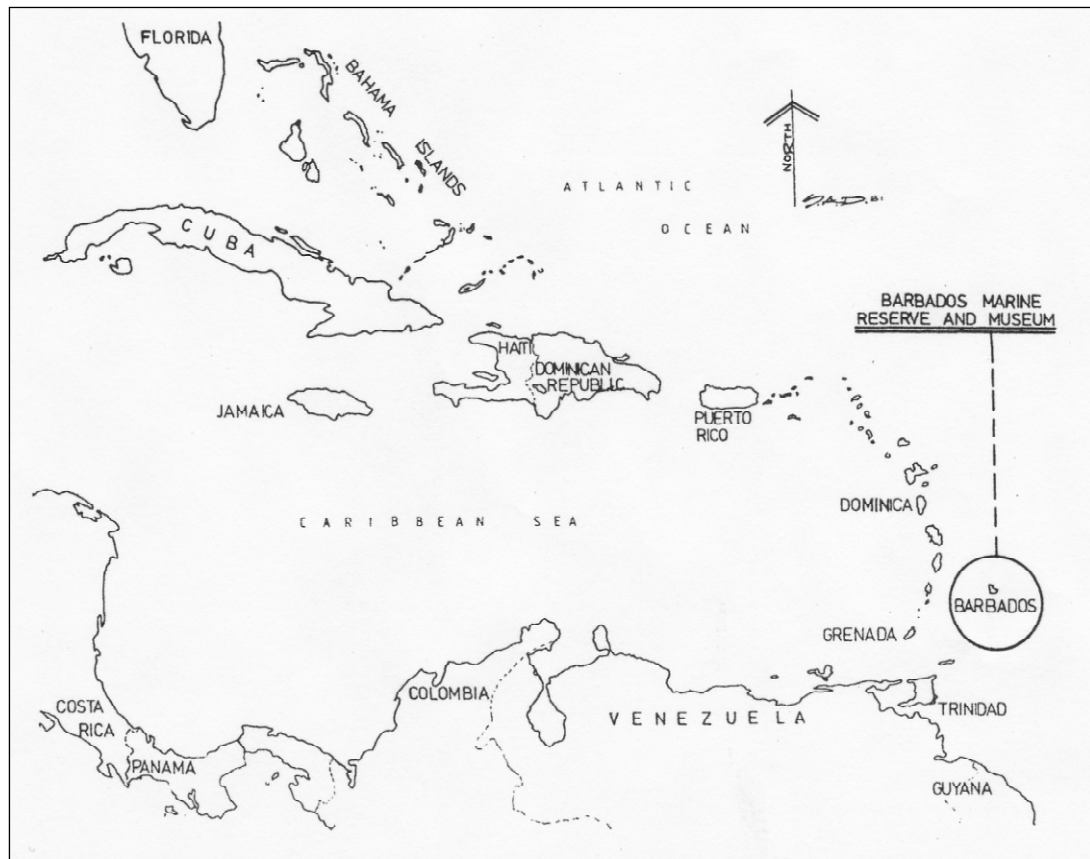 FLORIDA
BAHAMA
ISLANDS
NORTH
ATLANTIC
OCEAN
S.A.D. 81
CUBA
BARBADOS MARINE
RESERVE AND MUSEUM
HAITI
DOMINICAN
REPUBLIC
JAMAICA
PUERTO
RICO
DOMINICA
CARIBBEAN SEA
BARBADOS
GRENADA
COLOMBIA
VENEZUELA
COSTA
RICA
TRINIDAD
PANAMA
GUYANA